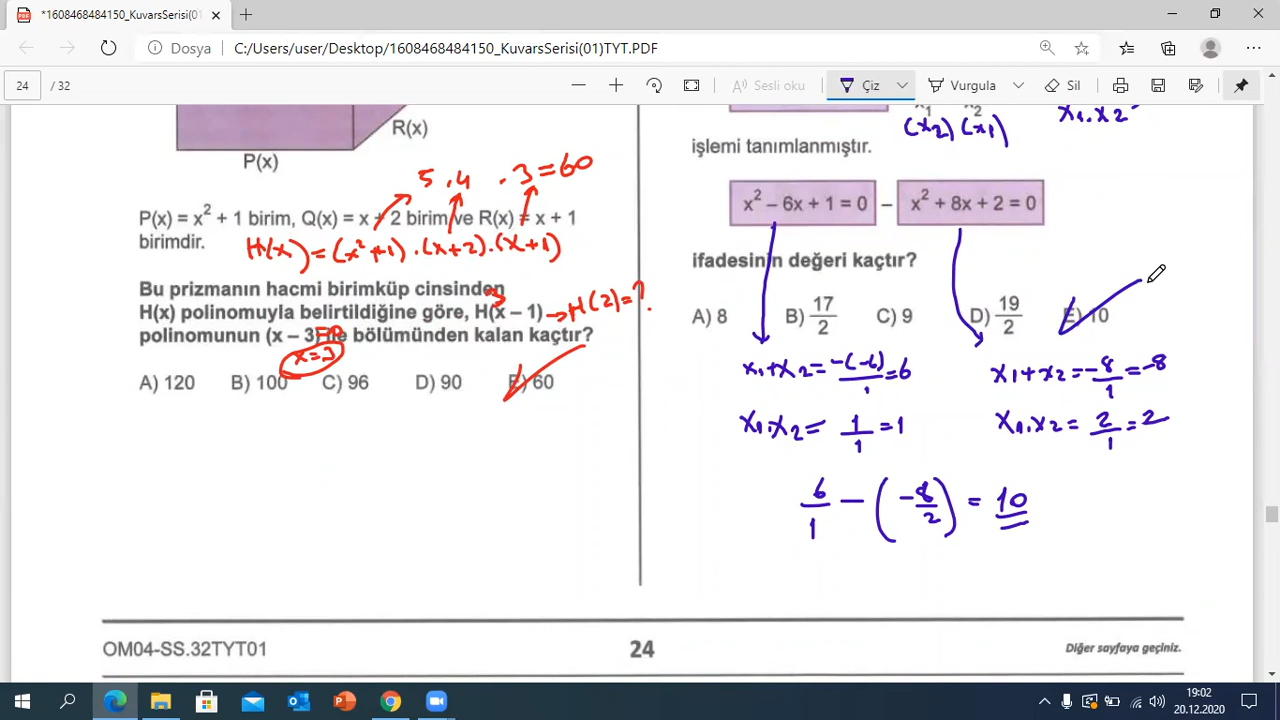 *1608468484150_KuvarsSerisi(01)
Dosya
C:/Users/user/Desktop/1608468484150_KuvarsSerisi(01)TYT.PDF
24 / 32
Sesli oku
Çiz
Vurgula
Sil
R(x)
P(x)
5 . 4 . 3 = 60
P(x) = x² + 1 birim, Q(x) = x + 2 birim ve R(x) = x + 1
birimdir.
H(x) = (x²+1) . (x+2) . (x+1)
Bu prizmanın hacmi birimküp cinsinden
H(x) polinomuyla belirtildiğine göre, H(x – 1)
3
→ H(2) = ?
polinomunun (x – 3) ile bölümünden kalan kaçtır?
=0
x=3
A) 120 B) 100 C) 96 D) 90 E) 60
x1 x2
(x2) (x1)
x1 . x2 =
işlemi tanımlanmıştır.
x² – 6x + 1 = 0 – x² + 8x + 2 = 0
ifadesinin değeri kaçtır?
A) 8 B) 17/2 C) 9 D) 19/2 E) 10
x1+x2 = -(-6)/1 = 6
x1+x2 = -8/1 = -8
x1.x2 = 1/1 = 1
x1.x2 = 2/1 = 2
6/1 - (-8/2) = 10
OM04-SS.32TYT01
24
Diğer sayfaya geçiniz.
19:02
20.12.2020